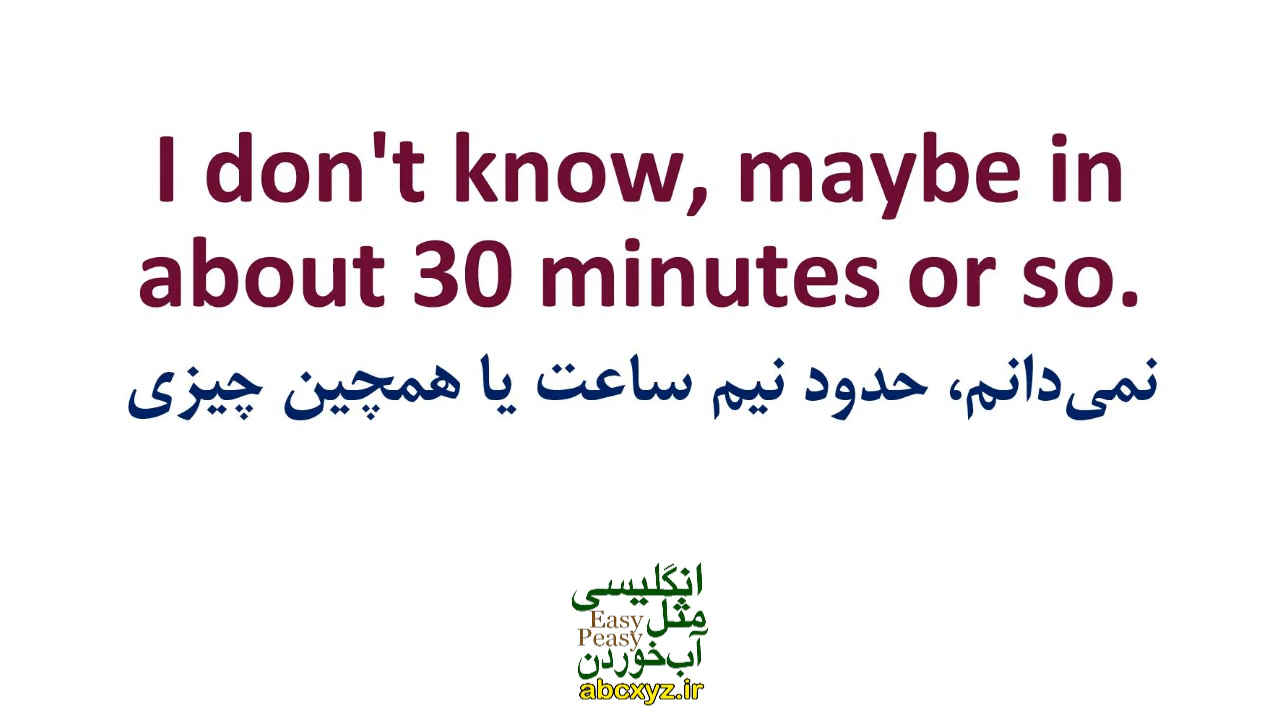 I don't know, maybe in
about 30 minutes or so.
نمی‌دانم، حدود نیم ساعت یا همچین چیزی
انگلیسی
مثل
Easy
Peasy
آب‌خوردن
abcxyz.ir